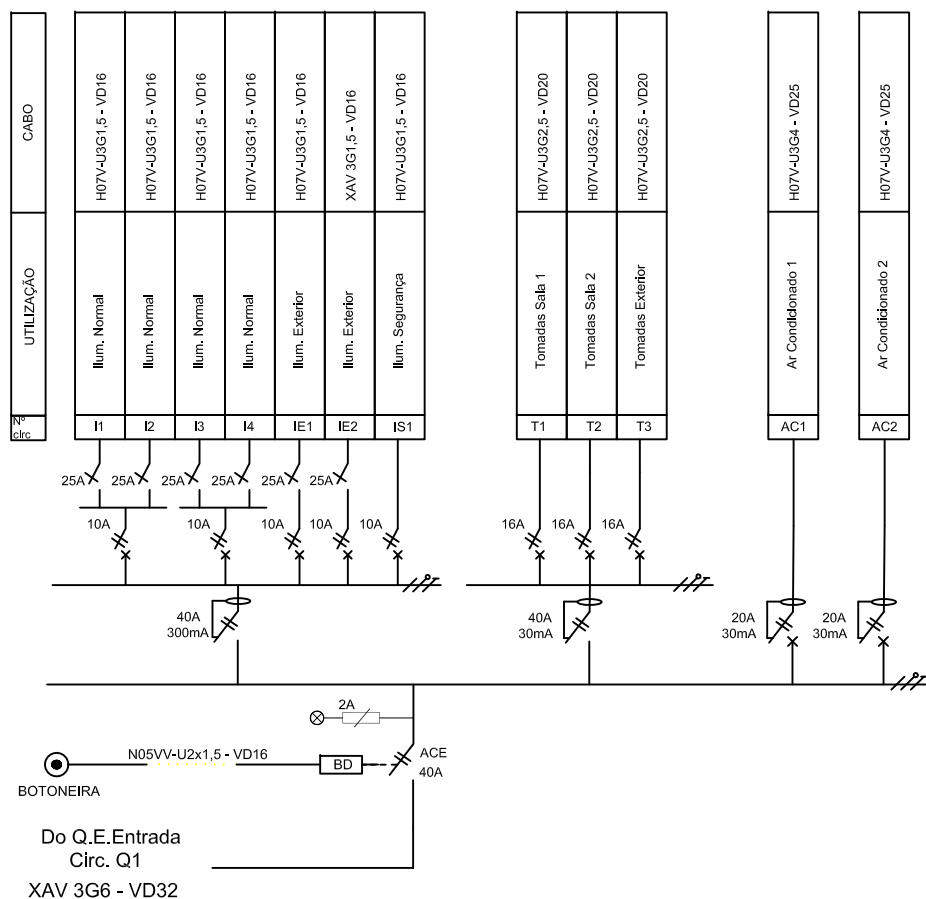 CABO
H07V-U3G1,5 - VD16
H07V-U3G1,5 - VD16
H07V-U3G1,5 - VD16
H07V-U3G1,5 - VD16
H07V-U3G1,5 - VD16
XAV 3G1,5 - VD16
H07V-U3G1,5 - VD16
H07V-U3G2,5 - VD20
H07V-U3G2,5 - VD20
H07V-U3G2,5 - VD20
H07V-U3G4 - VD25
H07V-U3G4 - VD25
UTILIZAÇÃO
Ilum. Normal
Ilum. Normal
Ilum. Normal
Ilum. Normal
Ilum. Exterior
Ilum. Exterior
Ilum. Segurança
Tomadas Sala 1
Tomadas Sala 2
Tomadas Exterior
Ar Condicionado 1
Ar Condicionado 2
Nº
circ
I1
I2
I3
I4
IE1
IE2
IS1
T1
T2
T3
AC1
AC2
25A
25A
25A
25A
25A
25A
10A
10A
10A
10A
10A
16A
16A
16A
40A
300mA
40A
30mA
20A
30mA
20A
30mA
2A
N05VV-U2x1,5 - VD16
BD
ACE
40A
BOTONEIRA
Do Q.E.Entrada
Circ. Q1
XAV 3G6 - VD32